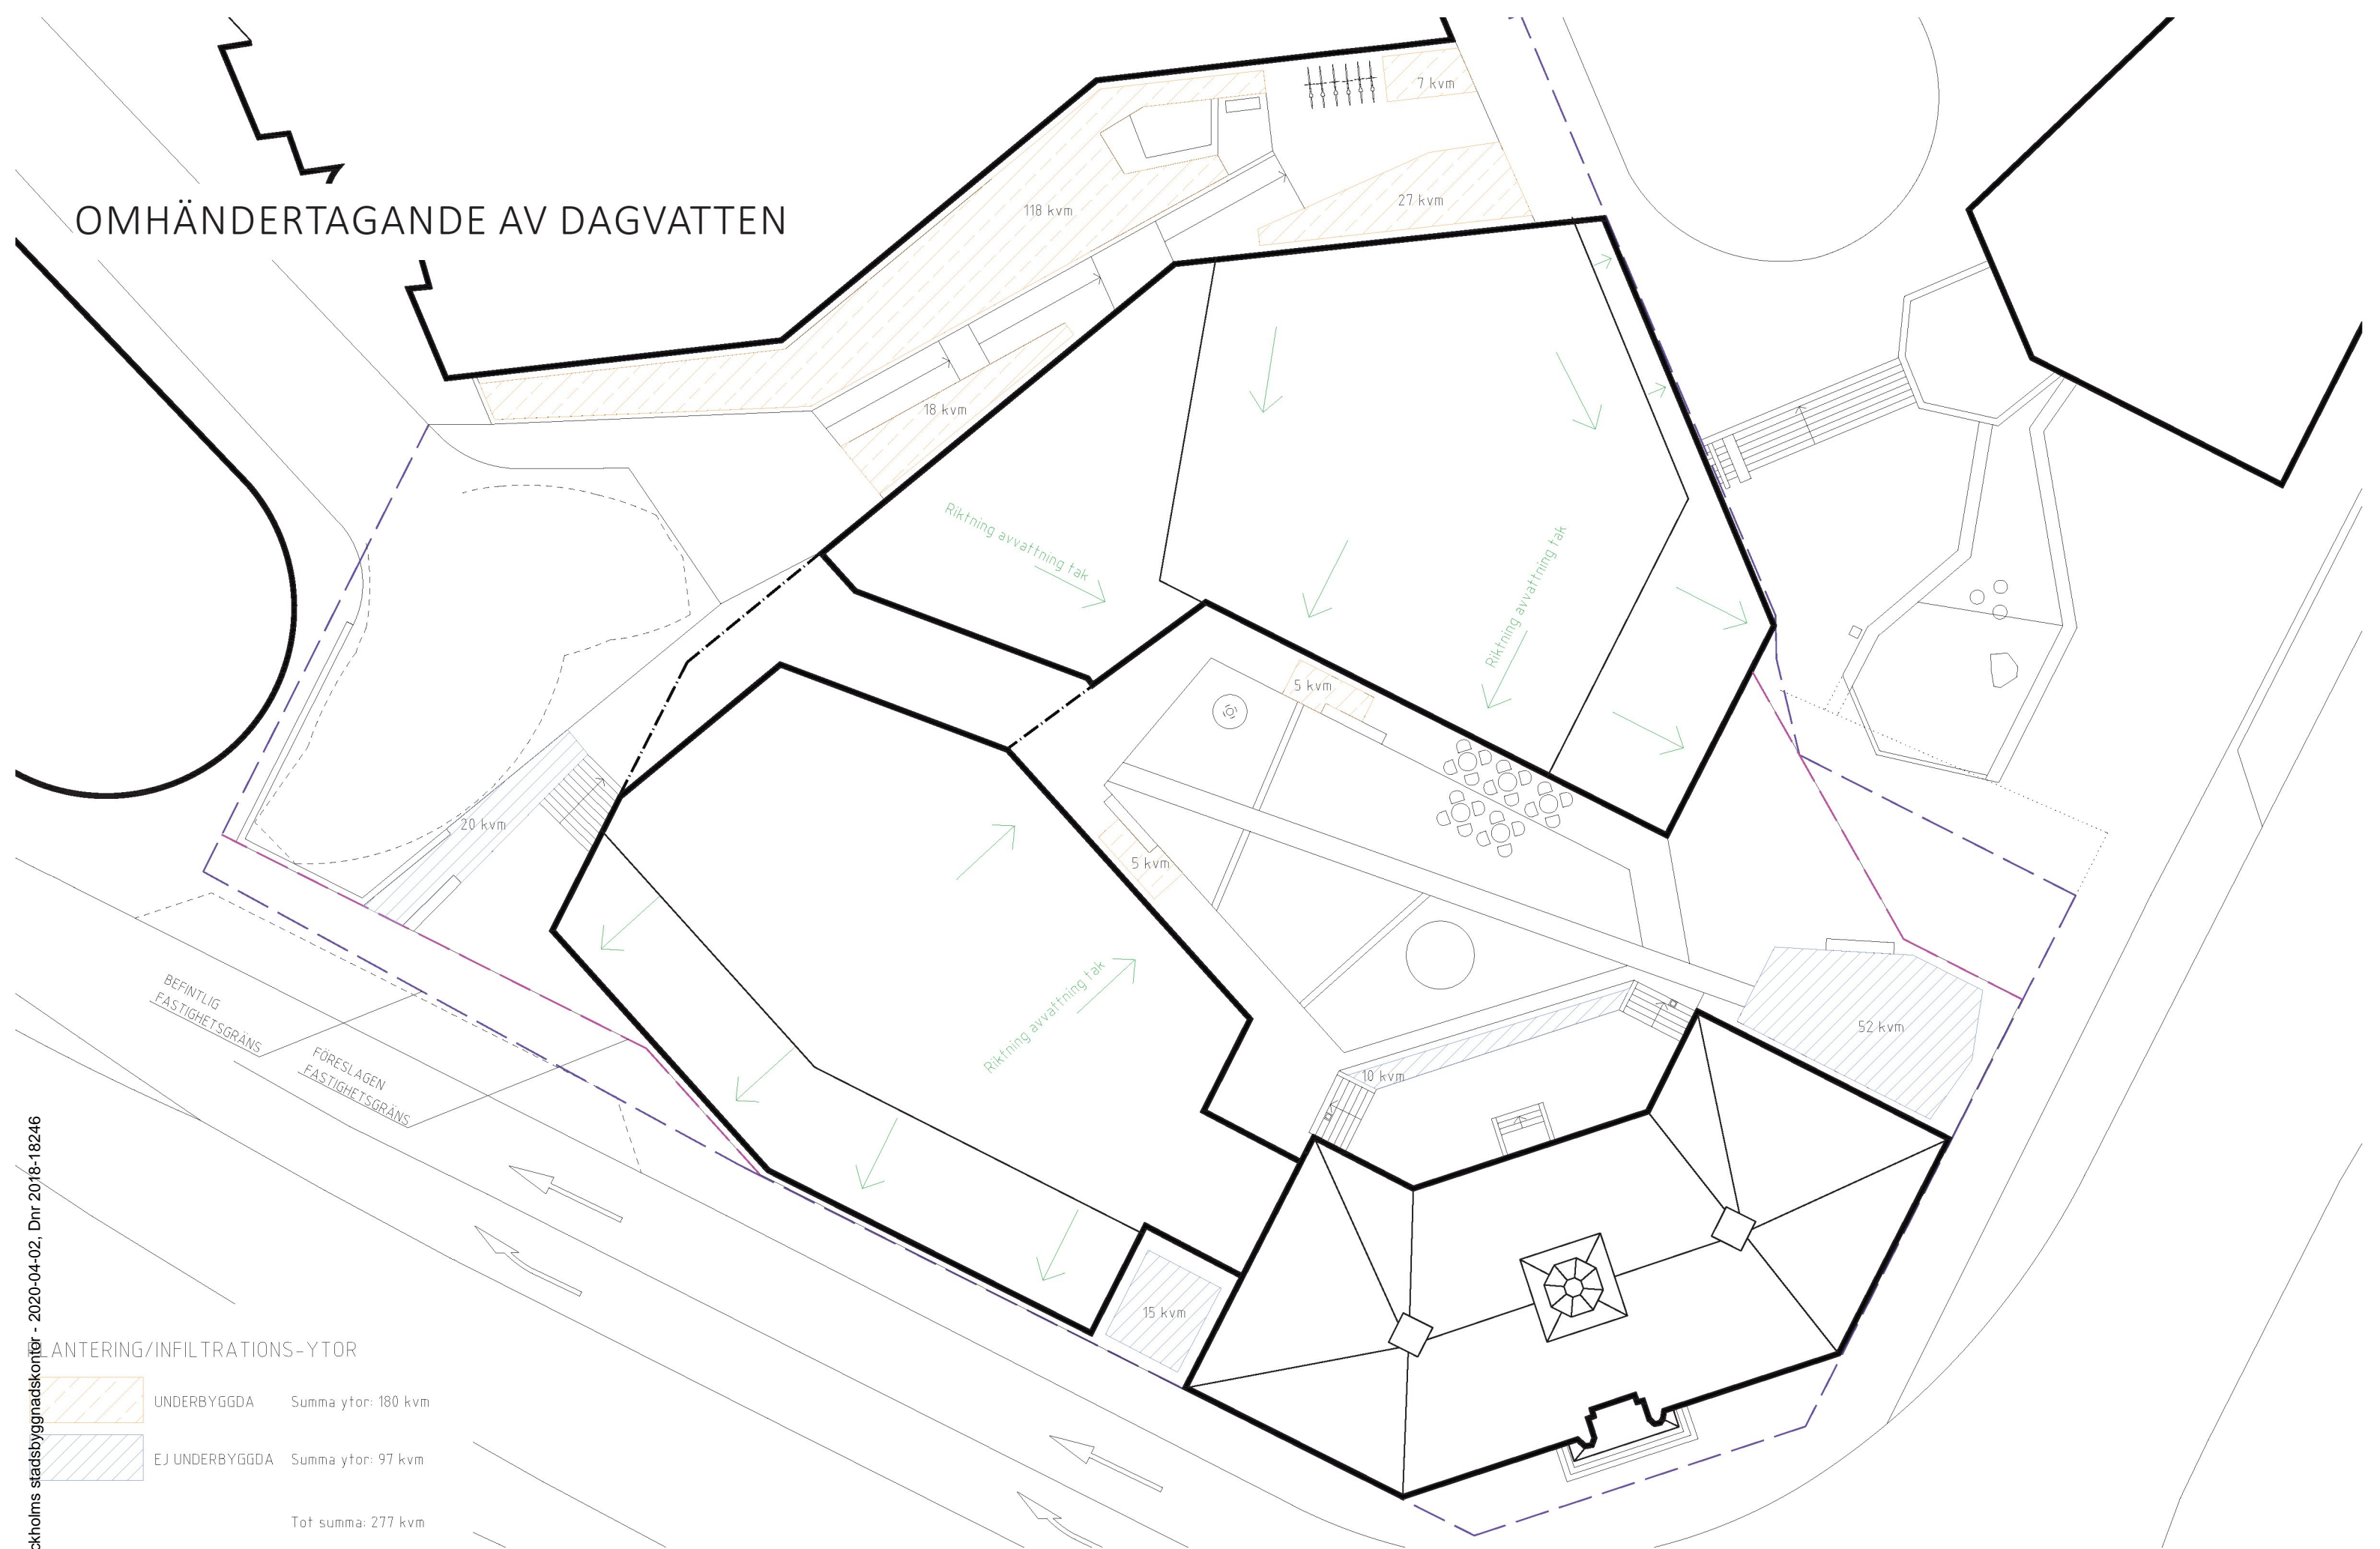 OMHÄNDERTAGANDE AV DAGVATTEN
7 kvm
118 kvm
27 kvm
18 kvm
Riktning avvattning tak
Riktning avvattning tak
5 kvm
20 kvm
5 kvm
Riktning avvattning tak
52 kvm
10 kvm
15 kvm
BEFINTLIG
FASTIGHETSGRÄNS
FÖRESLAGEN
FASTIGHETSGRÄNS
ckholms stadsbyggnadskontor - 2020-04-02, Dnr 2018-18246
PLANTERING/INFILTRATIONS-YTOR
UNDERBYGGDA Summa ytor: 180 kvm
EJ UNDERBYGGDA Summa ytor: 97 kvm
Tot summa: 277 kvm